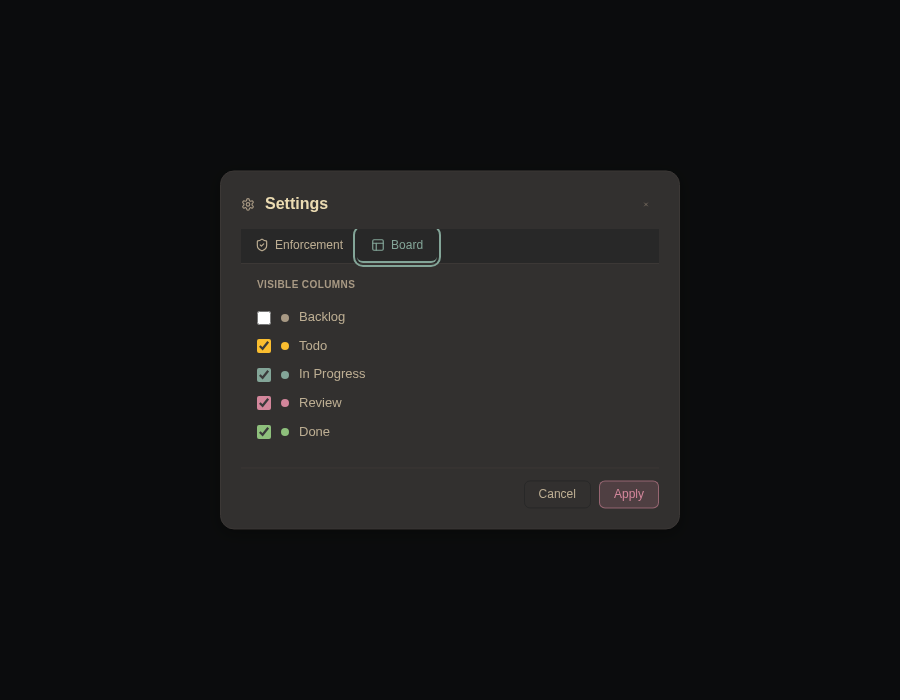 Settings
Enforcement Board
VISIBLE COLUMNS
Backlog
Todo
In Progress
Review
Done
Cancel Apply